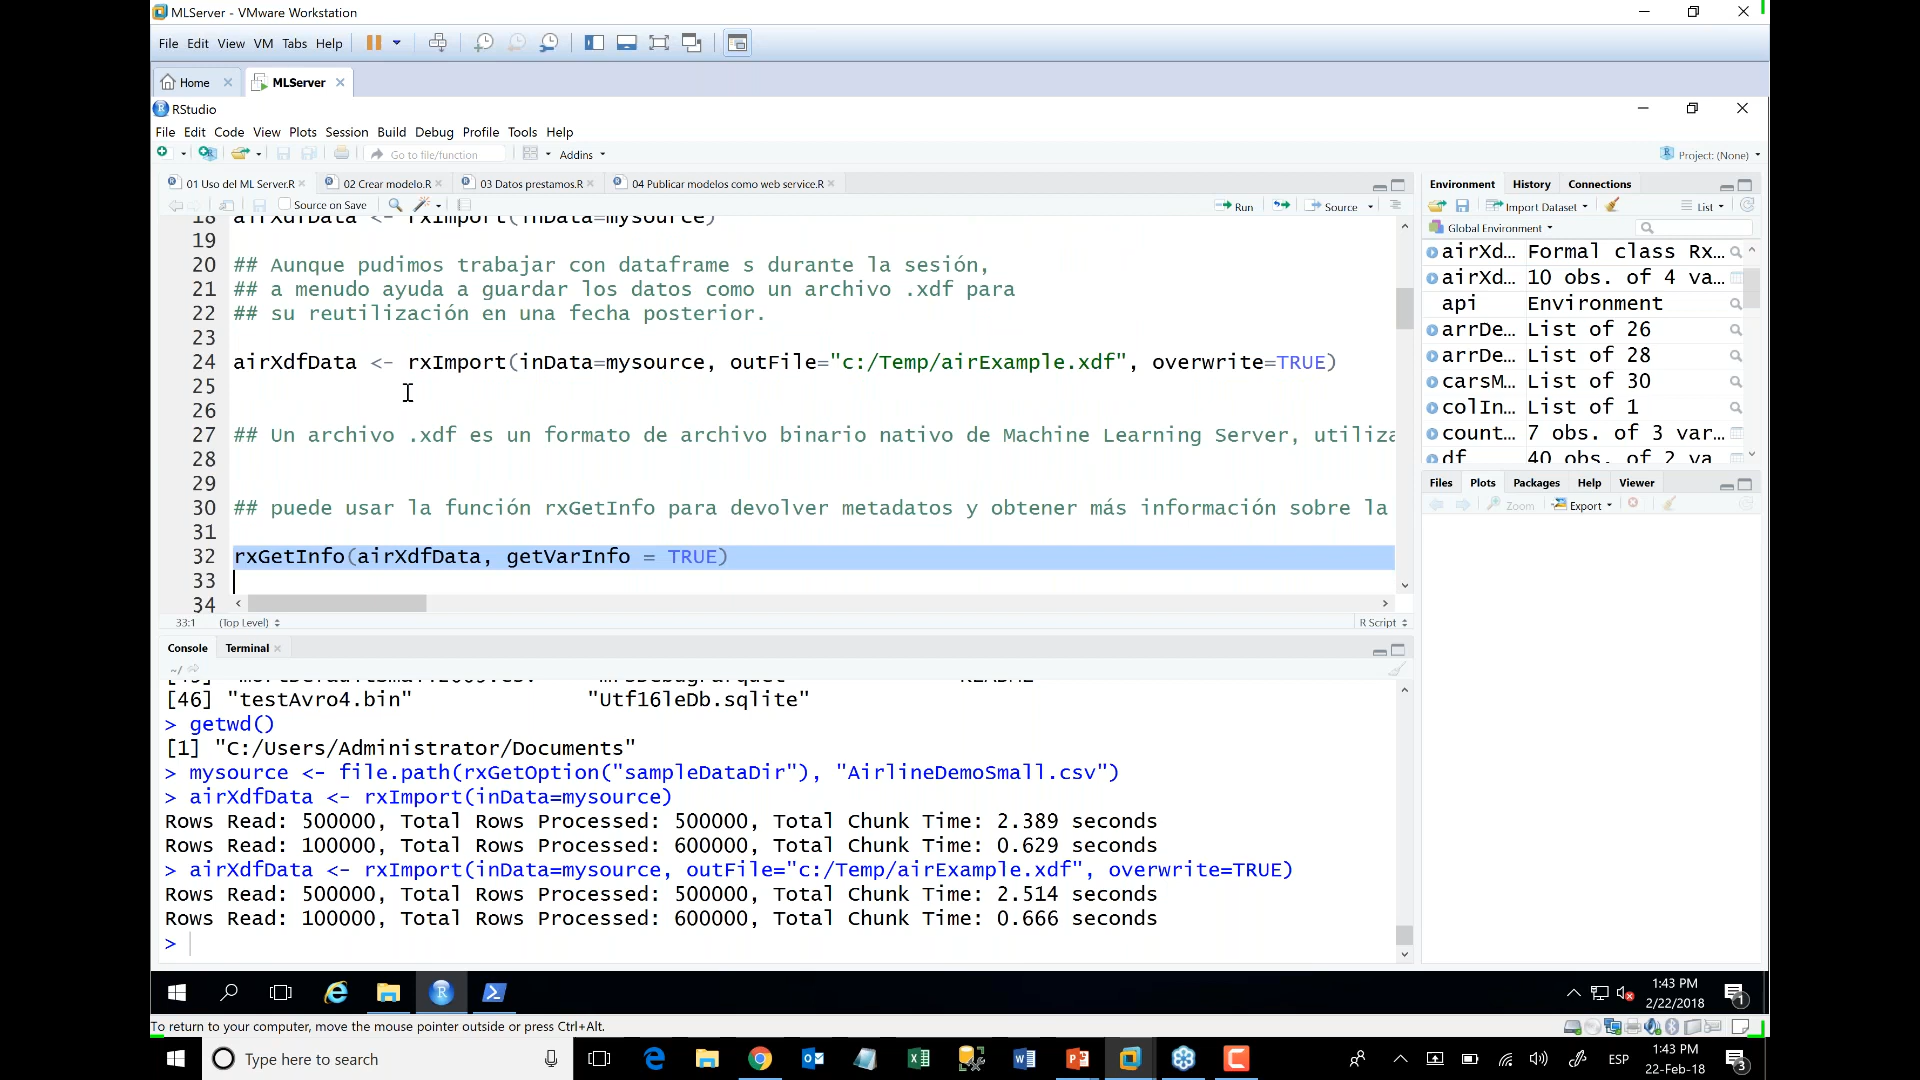 MLServer - VMware Workstation
File Edit View VM Tabs Help
Home MLServer
RStudio
File Edit Code View Plots Session Build Debug Profile Tools Help
Go to file/function Addins Project: (None)
01 Uso del ML Server.R 02 Crear modelo.R 03 Datos prestamos.R 04 Publicar modelos como web service.R
Source on Save Run Source
18 airXdfData <- rxImport(inData=mysource)
19
20 ## Aunque pudimos trabajar con dataframe s durante la sesión,
21 ## a menudo ayuda a guardar los datos como un archivo .xdf para
22 ## su reutilización en una fecha posterior.
23
24 airXdfData <- rxImport(inData=mysource, outFile="c:/Temp/airExample.xdf", overwrite=TRUE)
25
26
27 ## Un archivo .xdf es un formato de archivo binario nativo de Machine Learning Server, utiliza
28
29
30 ## puede usar la función rxGetInfo para devolver metadatos y obtener más información sobre la
31
32 rxGetInfo(airXdfData, getVarInfo = TRUE)
33
34
33:1 (Top Level) R Script
Environment History Connections
Import Dataset List
Global Environment
airXd... Formal class Rx...
airXd... 10 obs. of 4 va...
api Environment
arrDe... List of 26
arrDe... List of 28
carsM... List of 30
colIn... List of 1
count... 7 obs. of 3 var...
df 40 obs. of 2 va
Files Plots Packages Help Viewer
Zoom Export
Console Terminal
~/
[46] "testAvro4.bin" "Utf16leDb.sqlite"
> getwd()
[1] "C:/Users/Administrator/Documents"
> mysource <- file.path(rxGetOption("sampleDataDir"), "AirlineDemoSmall.csv")
> airXdfData <- rxImport(inData=mysource)
Rows Read: 500000, Total Rows Processed: 500000, Total Chunk Time: 2.389 seconds
Rows Read: 100000, Total Rows Processed: 600000, Total Chunk Time: 0.629 seconds
> airXdfData <- rxImport(inData=mysource, outFile="c:/Temp/airExample.xdf", overwrite=TRUE)
Rows Read: 500000, Total Rows Processed: 500000, Total Chunk Time: 2.514 seconds
Rows Read: 100000, Total Rows Processed: 600000, Total Chunk Time: 0.666 seconds
>
1:43 PM
2/22/2018
1
To return to your computer, move the mouse pointer outside or press Ctrl+Alt.
Type here to search
ESP
1:43 PM
22-Feb-18
3